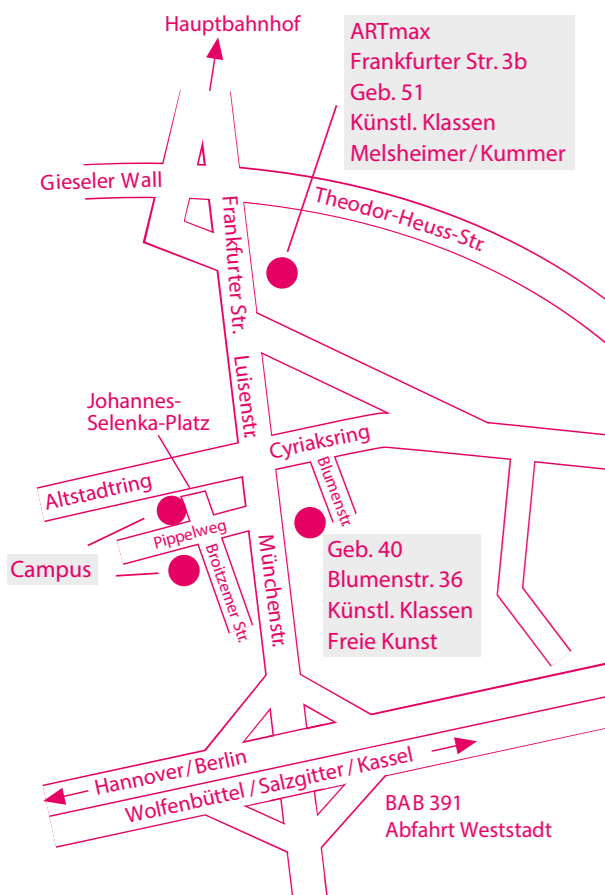 Hauptbahnhof
ARTmax
Frankfurter Str. 3b
Geb. 51
Künstl. Klassen
Melsheimer / Kummer
Gieseler Wall
Theodor-Heuss-Str.
Frankfurter Str.
Luisenstr.
Johannes-
Selenka-Platz
Cyriaksring
Altstadtring
Blumenstr.
Pippelweg
Broitzemer Str.
Münchenstr.
Campus
Geb. 40
Blumenstr. 36
Künstl. Klassen
Freie Kunst
Hannover / Berlin
Wolfenbüttel / Salzgitter / Kassel
BAB 391
Abfahrt Weststadt